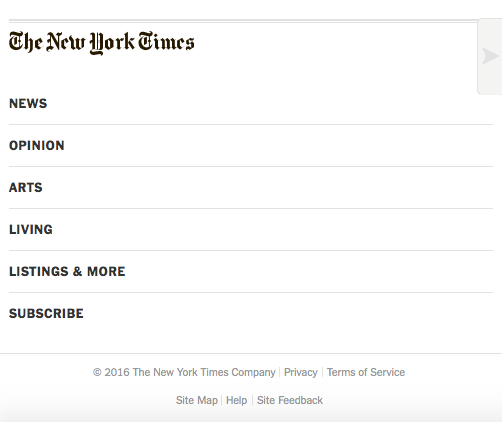 The New York Times
NEWS
OPINION
ARTS
LIVING
LISTINGS & MORE
SUBSCRIBE
© 2016 The New York Times Company | Privacy | Terms of Service
Site Map | Help | Site Feedback